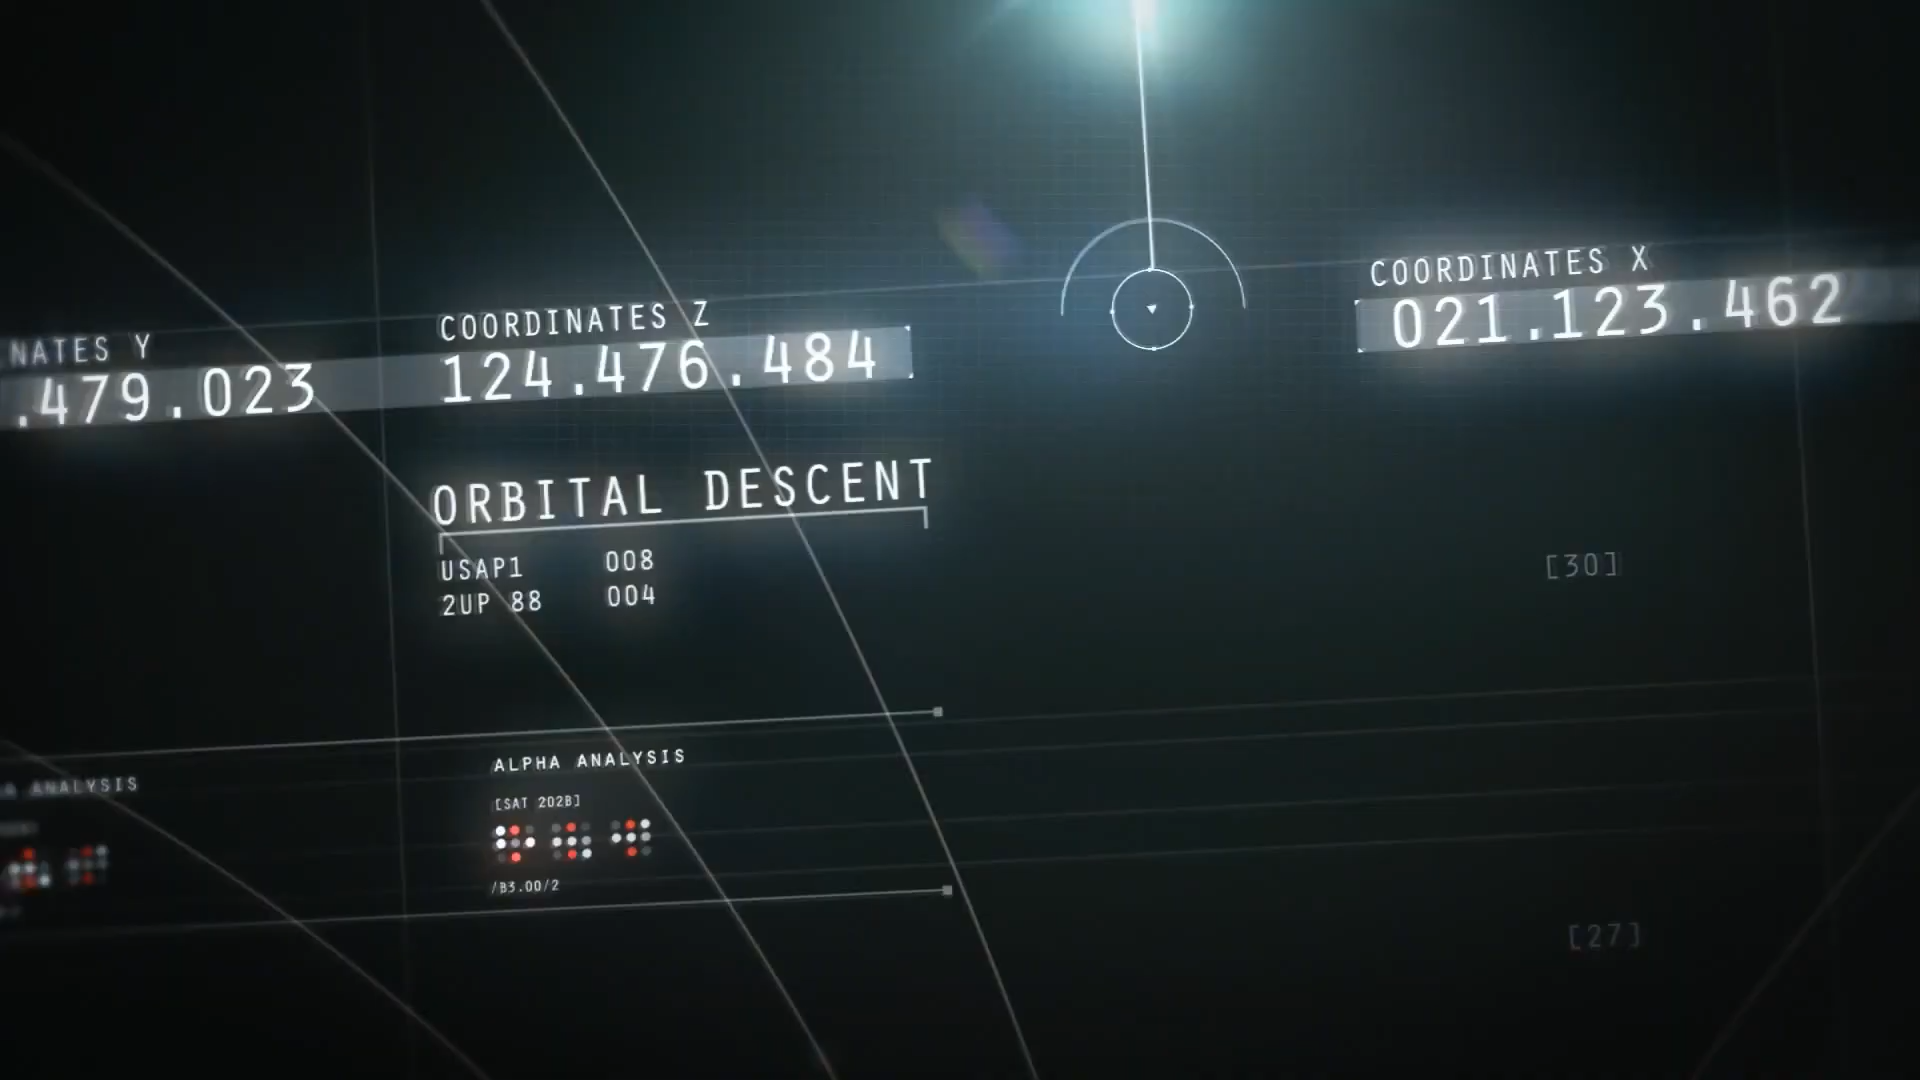 COORDINATES X
021.123.462
COORDINATES Z
124.476.484
NATES Y
.479.023
ORBITAL DESCENT
USAP1 008
2UP 88 004
[30]
ALPHA ANALYSIS
[SAT 202B]
/B3.00/2
ANALYSIS
[27]